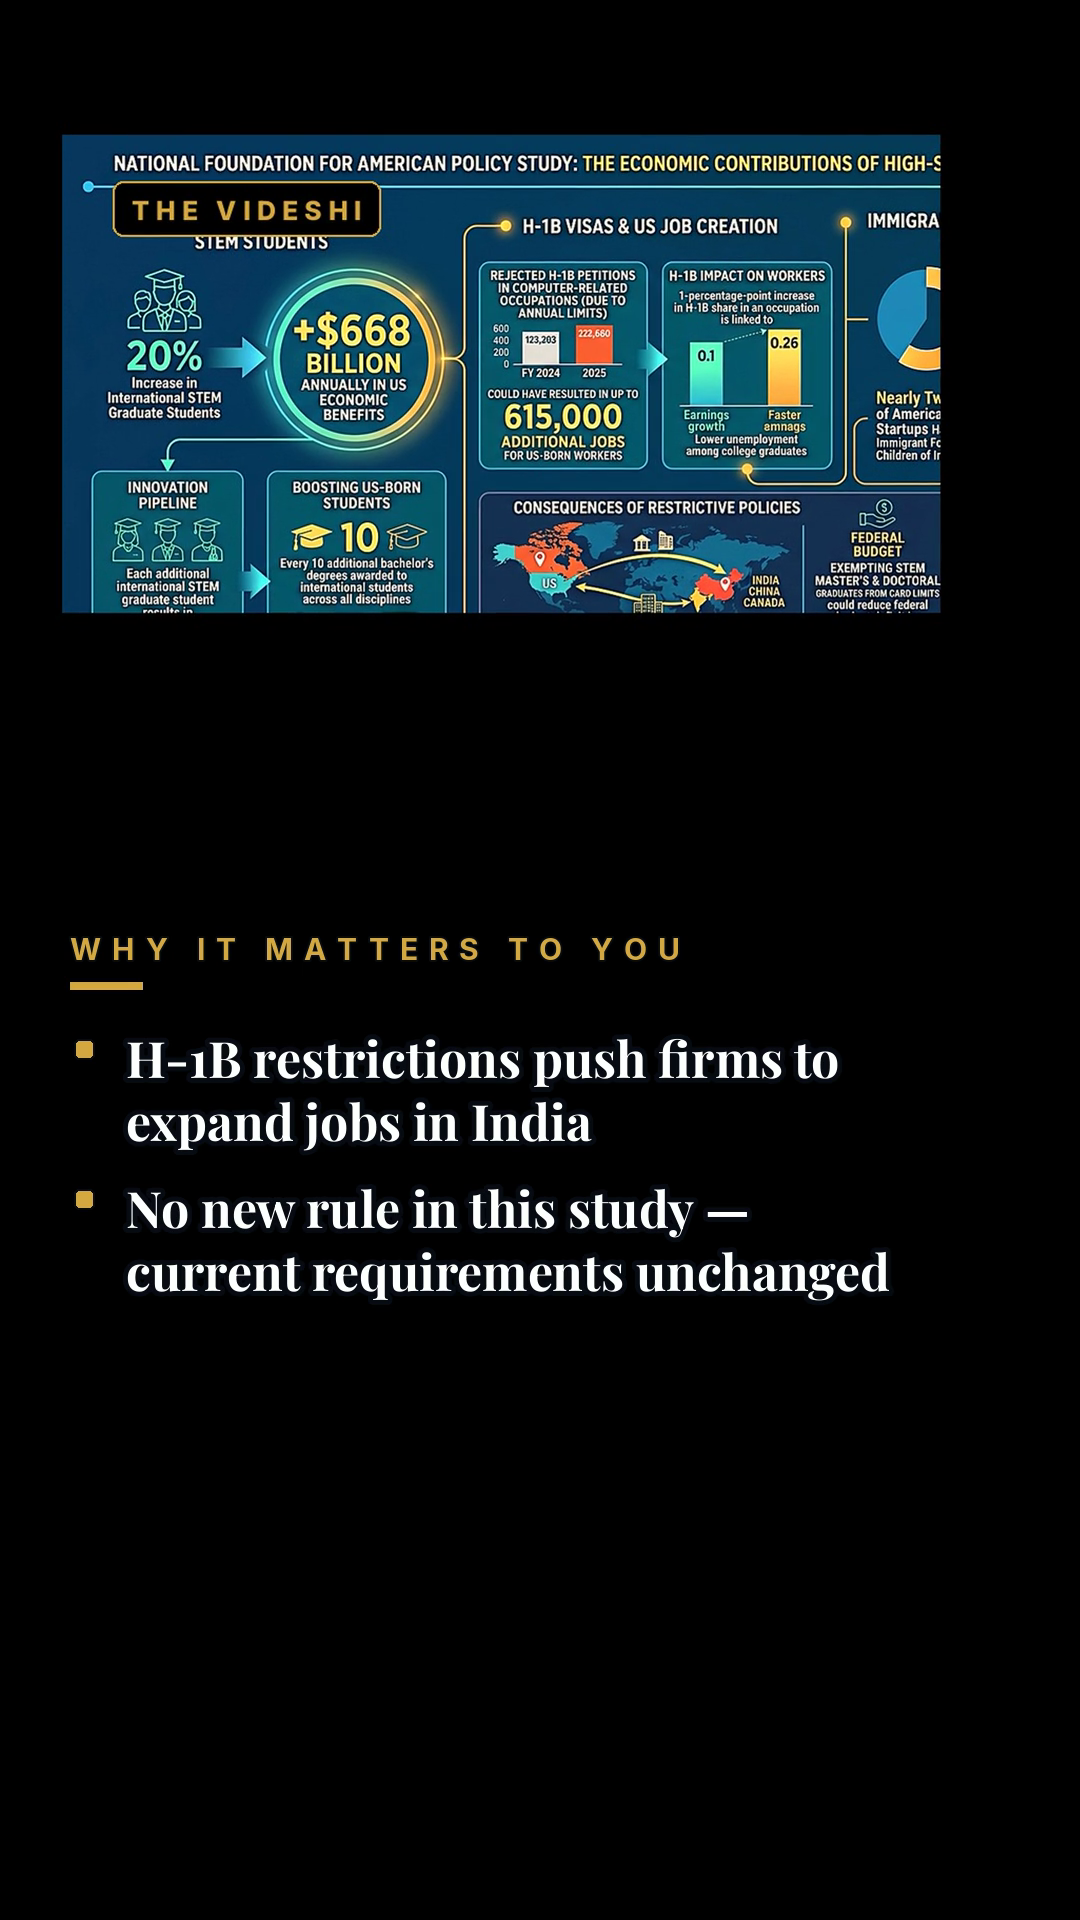 NATIONAL FOUNDATION FOR AMERICAN POLICY STUDY: THE ECONOMIC CONTRIBUTIONS OF HIGH-S
THE VIDESHI
STEM STUDENTS
20%
Increase in
International STEM
Graduate Students
+$668
BILLION
ANNUALLY IN US
ECONOMIC
BENEFITS
INNOVATION
PIPELINE
Each additional
international STEM
graduate student
results in
BOOSTING US-BORN
STUDENTS
10
Every 10 additional bachelor's
degrees awarded to
international students
across all disciplines
H-1B VISAS & US JOB CREATION
REJECTED H-1B PETITIONS
IN COMPUTER-RELATED
OCCUPATIONS (DUE TO
ANNUAL LIMITS)
600
400
200
0
123,203
222,660
FY 2024
2025
COULD HAVE RESULTED IN UP TO
615,000
ADDITIONAL JOBS
FOR US-BORN WORKERS
H-1B IMPACT ON WORKERS
1-percentage-point increase
in H-1B share in an occupation
is linked to
0.1
0.26
Earnings
growth
Faster
amnags
Lower unemployment
among college graduates
IMMIGRA
Nearly Tw
of America
Startups H
Immigrant Fo
Children of Ir
CONSEQUENCES OF RESTRICTIVE POLICIES
US
INDIA
CHINA
CANADA
$
FEDERAL
BUDGET
EXEMPTING STEM
MASTER'S & DOCTORAL
GRADUATES FROM CARD LIMITS
could reduce federal
WHY IT MATTERS TO YOU
H-1B restrictions push firms to
expand jobs in India
No new rule in this study —
current requirements unchanged